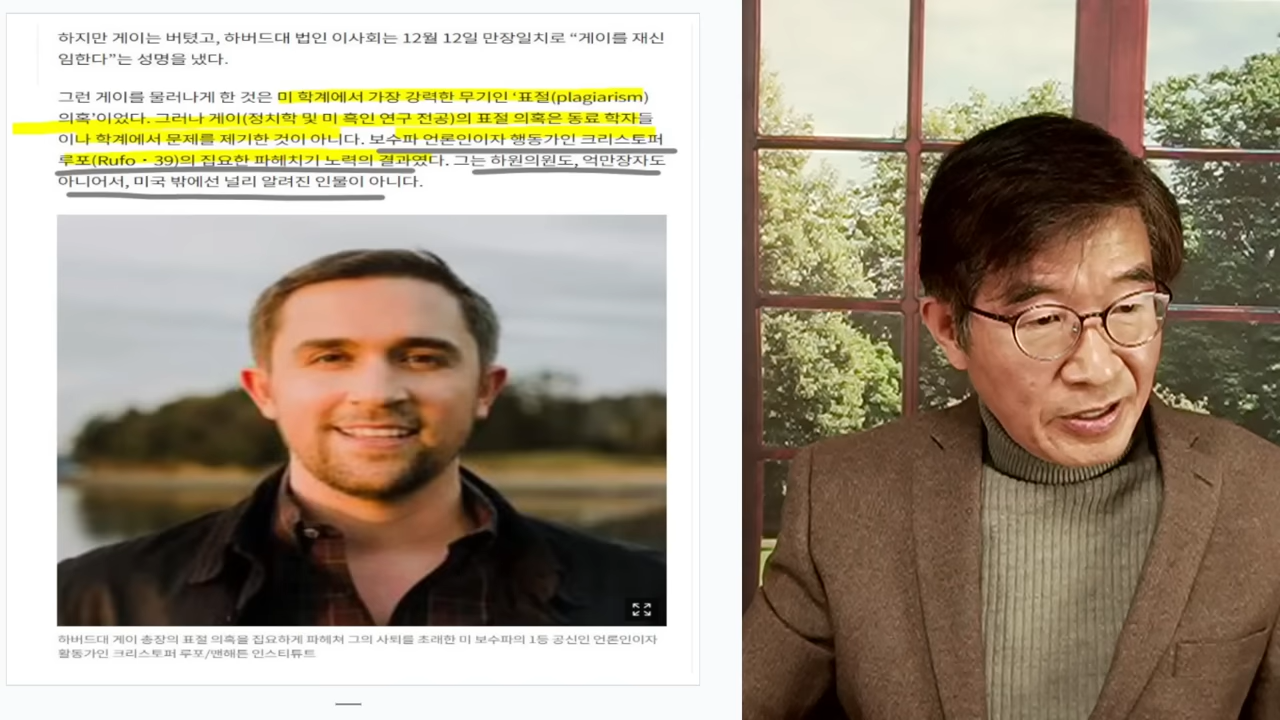 하지만 게이는 버텼고, 하버드대 법인 이사회는 12월 12일 만장일치로 “게이를 재신
임한다”는 성명을 냈다.
그런 게이를 물러나게 한 것은 미 학계에서 가장 강력한 무기인 ‘표절(plagiarism)
의혹’이었다. 그러나 게이(정치학 및 미 흑인 연구 전공)의 표절 의혹은 동료 학자들
이나 학계에서 문제를 제기한 것이 아니다. 보수파 언론인이자 행동가인 크리스토퍼
루포(Rufo·39)의 집요한 파헤치기 노력의 결과였다. 그는 하원의원도, 억만장자도
아니어서, 미국 밖에선 널리 알려진 인물이 아니다.
하버드대 게이 총장의 표절 의혹을 집요하게 파헤쳐 그의 사퇴를 초래한 미 보수파의 1등 공신인 언론인이자
활동가인 크리스토퍼 루포/맨해튼 인스티튜트